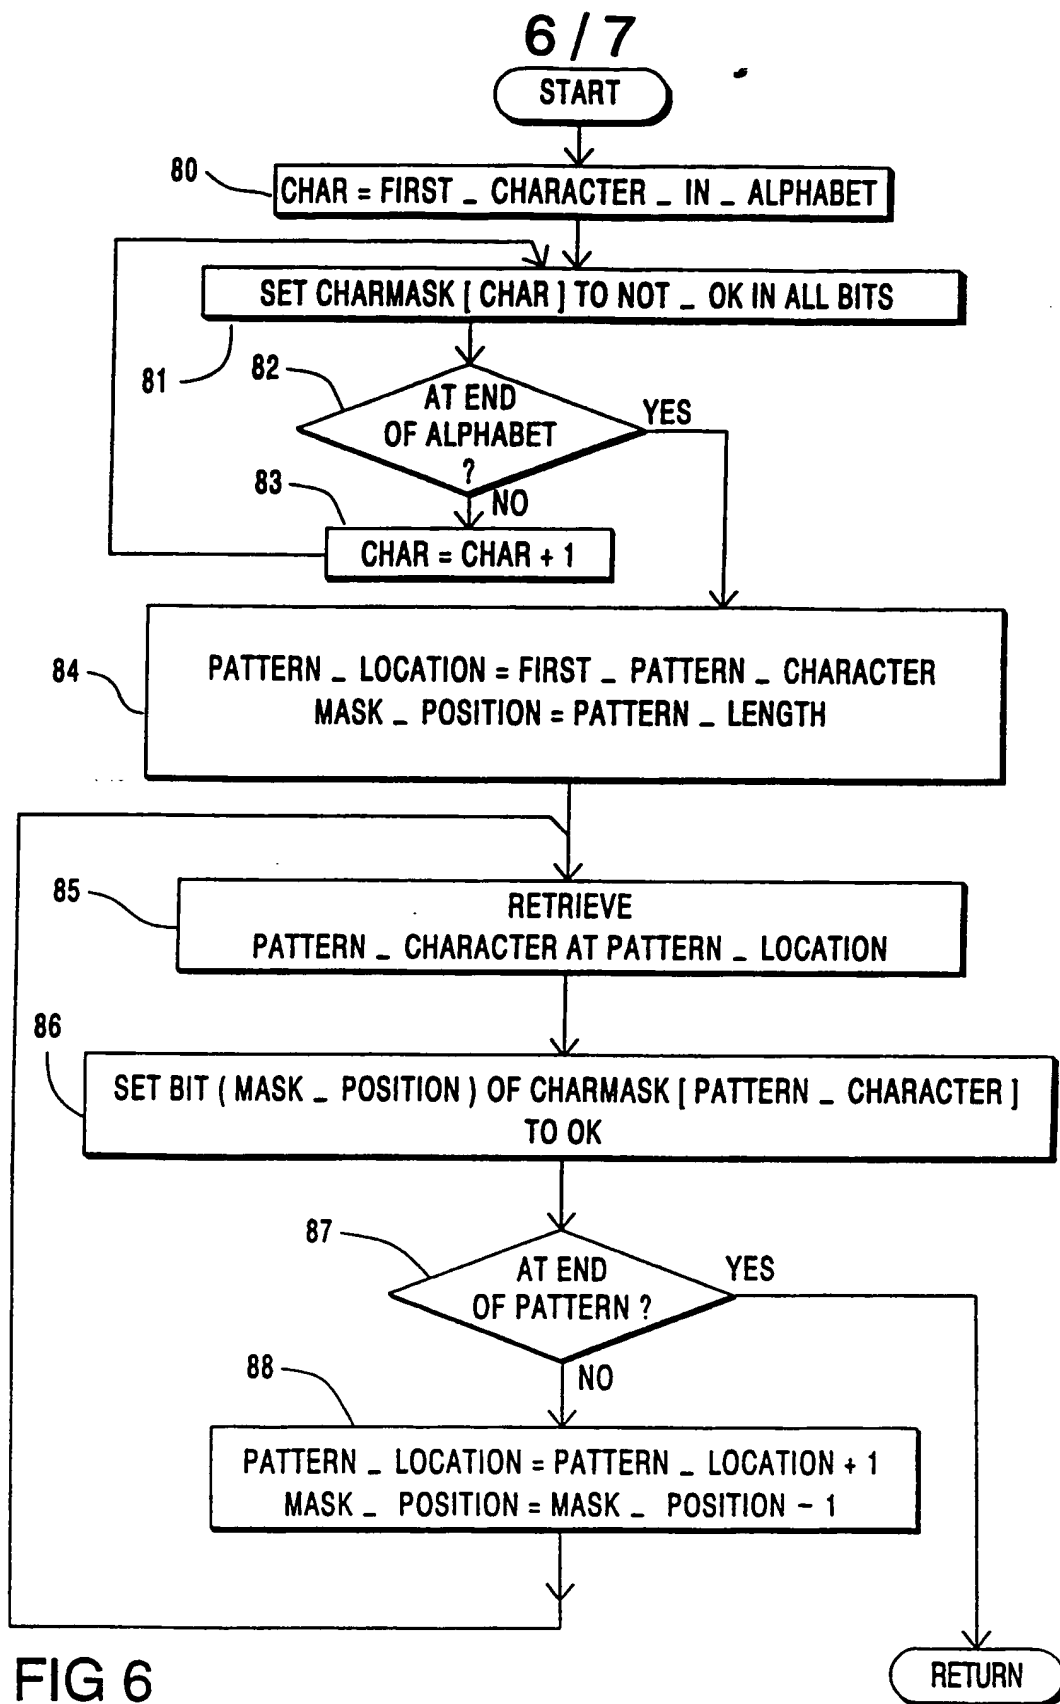 6 / 7
START
80
CHAR = FIRST _ CHARACTER _ IN _ ALPHABET
SET CHARMASK [ CHAR ] TO NOT _ OK IN ALL BITS
81
82
AT END
OF ALPHABET
?
YES
83
NO
CHAR = CHAR + 1
84
PATTERN _ LOCATION = FIRST _ PATTERN _ CHARACTER
MASK _ POSITION = PATTERN _ LENGTH
85
RETRIEVE
PATTERN _ CHARACTER AT PATTERN _ LOCATION
86
SET BIT ( MASK _ POSITION ) OF CHARMASK [ PATTERN _ CHARACTER ]
TO OK
87
AT END
OF PATTERN ?
YES
88
NO
PATTERN _ LOCATION = PATTERN _ LOCATION + 1
MASK _ POSITION = MASK _ POSITION - 1
FIG 6
RETURN